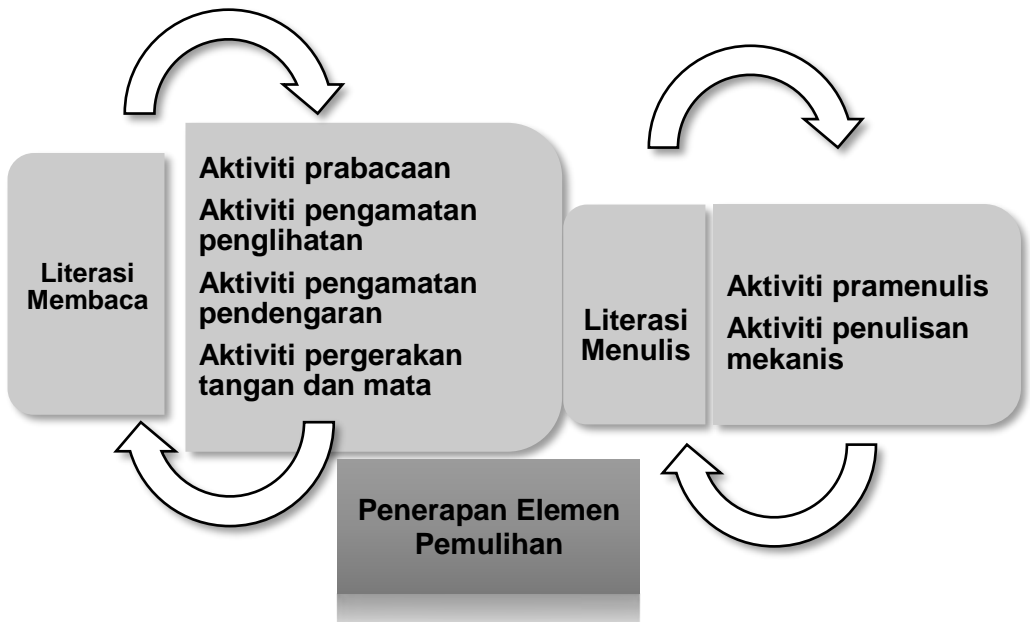 Literasi
Membaca
Aktiviti prabacaan
Aktiviti pengamatan
penglihatan
Aktiviti pengamatan
pendengaran
Aktiviti pergerakan
tangan dan mata
Literasi
Menulis
Aktiviti pramenulis
Aktiviti penulisan
mekanis
Penerapan Elemen
Pemulihan